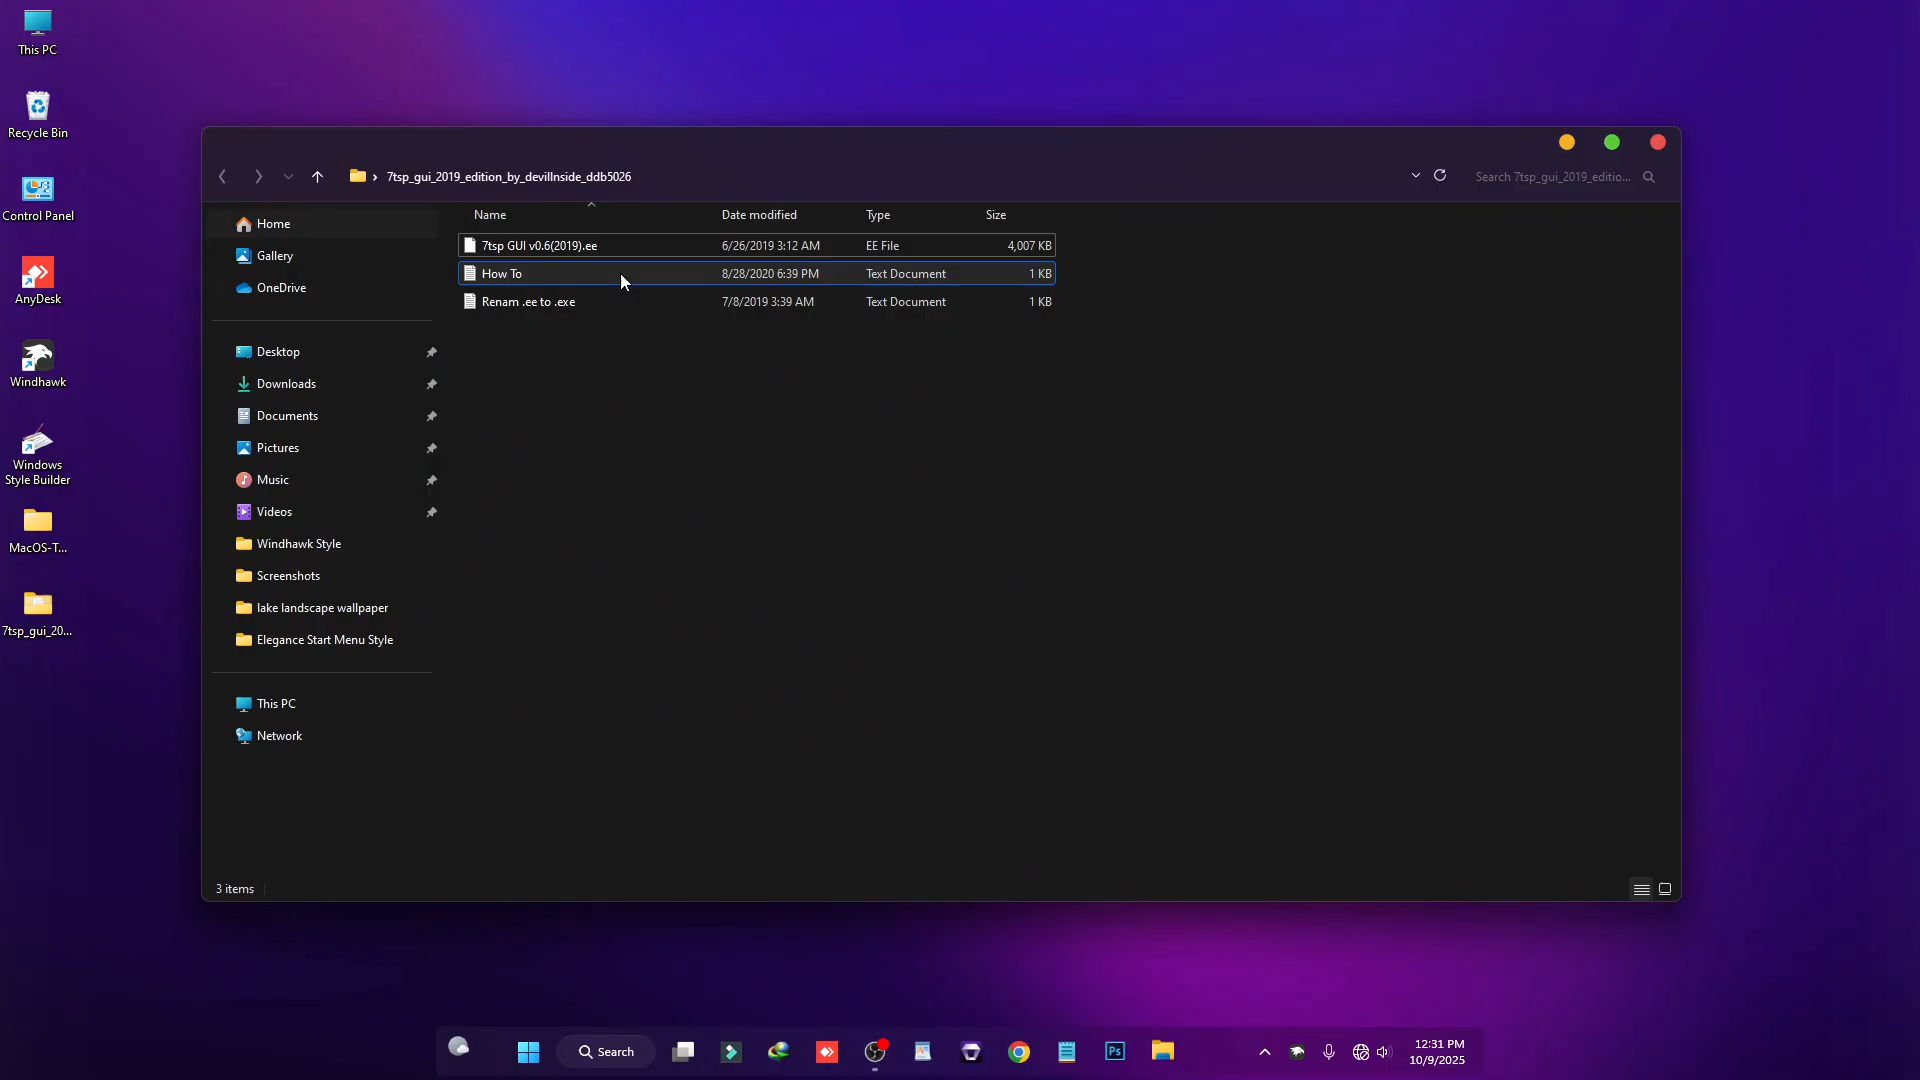 This PC
Recycle Bin
Control Panel
AnyDesk
Windhawk
Windows
Style Builder
MacOS-T...
7tsp_gui_20...
7tsp_gui_2019_edition_by_devillnside_ddb5026
Search 7tsp_gui_2019_editio...
Name Date modified Type Size
7tsp GUI v0.6(2019).ee 6/26/2019 3:12 AM EE File 4,007 KB
How To 8/28/2020 6:39 PM Text Document 1 KB
Renam .ee to .exe 7/8/2019 3:39 AM Text Document 1 KB
Home
Gallery
OneDrive
Desktop
Downloads
Documents
Pictures
Music
Videos
Windhawk Style
Screenshots
lake landscape wallpaper
Elegance Start Menu Style
This PC
Network
3 items
Search
Ps
12:31 PM
10/9/2025